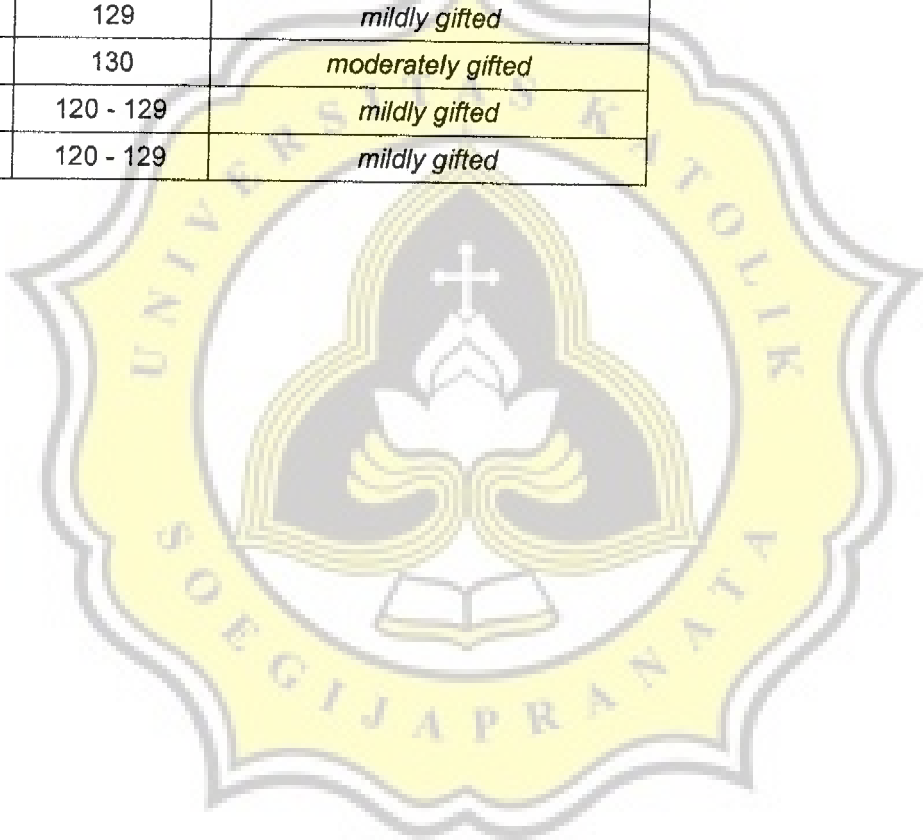 129 mildly gifted
130 moderately gifted
120 - 129 mildly gifted
120 - 129 mildly gifted
UNIVERSITAS KATOLIK
SOEGIJAPRANATA